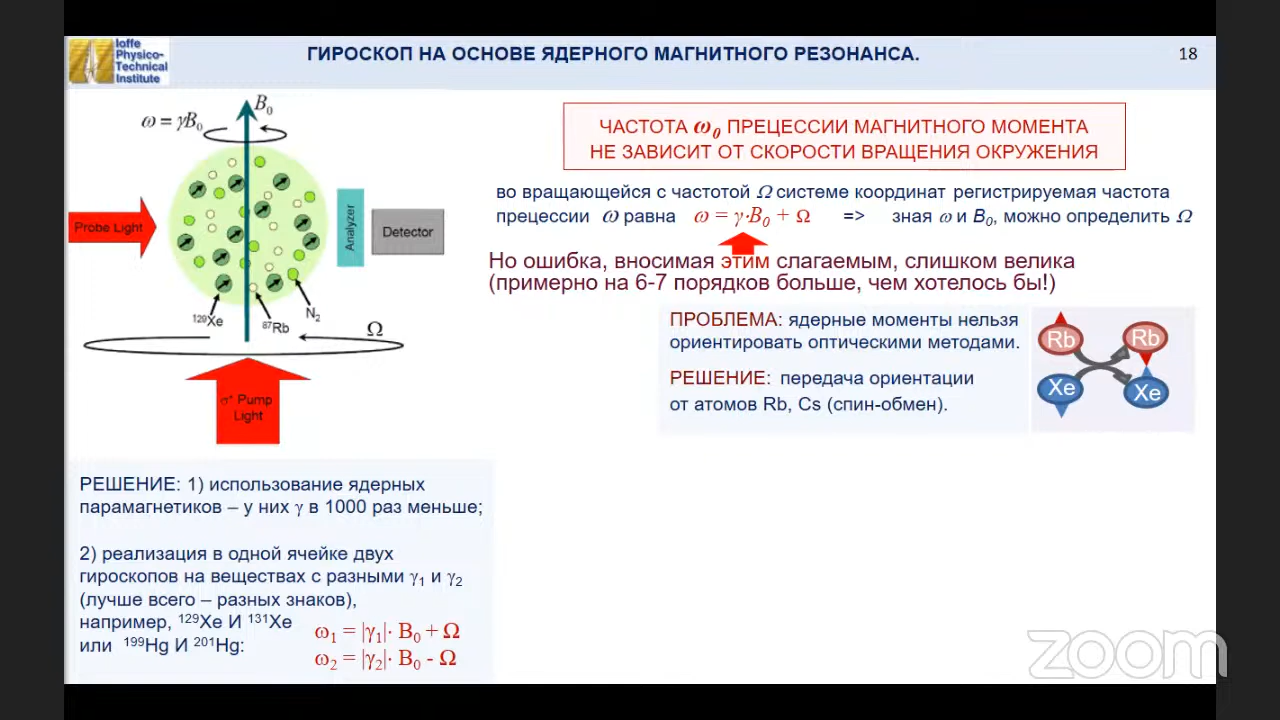 Ioffe
Physico-
Technical
Institute
ГИРОСКОП НА ОСНОВЕ ЯДЕРНОГО МАГНИТНОГО РЕЗОНАНСА.
18
ω = γB₀
B₀
Probe Light
Analyzer
Detector
¹²⁹Xe
⁸⁷Rb
N₂
Ω
σ⁺ Pump
Light
ЧАСТОТА ω₀ ПРЕЦЕССИИ МАГНИТНОГО МОМЕНТА
НЕ ЗАВИСИТ ОТ СКОРОСТИ ВРАЩЕНИЯ ОКРУЖЕНИЯ
во вращающейся с частотой Ω системе координат регистрируемая частота
прецессии ω равна ω = γ·B₀ + Ω => зная ω и B₀, можно определить Ω
Но ошибка, вносимая этим слагаемым, слишком велика
(примерно на 6-7 порядков больше, чем хотелось бы!)
ПРОБЛЕМА: ядерные моменты нельзя
ориентировать оптическими методами.
РЕШЕНИЕ: передача ориентации
от атомов Rb, Cs (спин-обмен).
Rb
Rb
Xe
Xe
РЕШЕНИЕ: 1) использование ядерных
парамагнетиков – у них γ в 1000 раз меньше;
2) реализация в одной ячейке двух
гироскопов на веществах с разными γ₁ и γ₂
(лучше всего – разных знаков),
например, ¹²⁹Xe И ¹³¹Xe
или ¹⁹⁹Hg И ²⁰¹Hg:
ω₁ = |γ₁|· B₀ + Ω
ω₂ = |γ₂|· B₀ - Ω
zoom